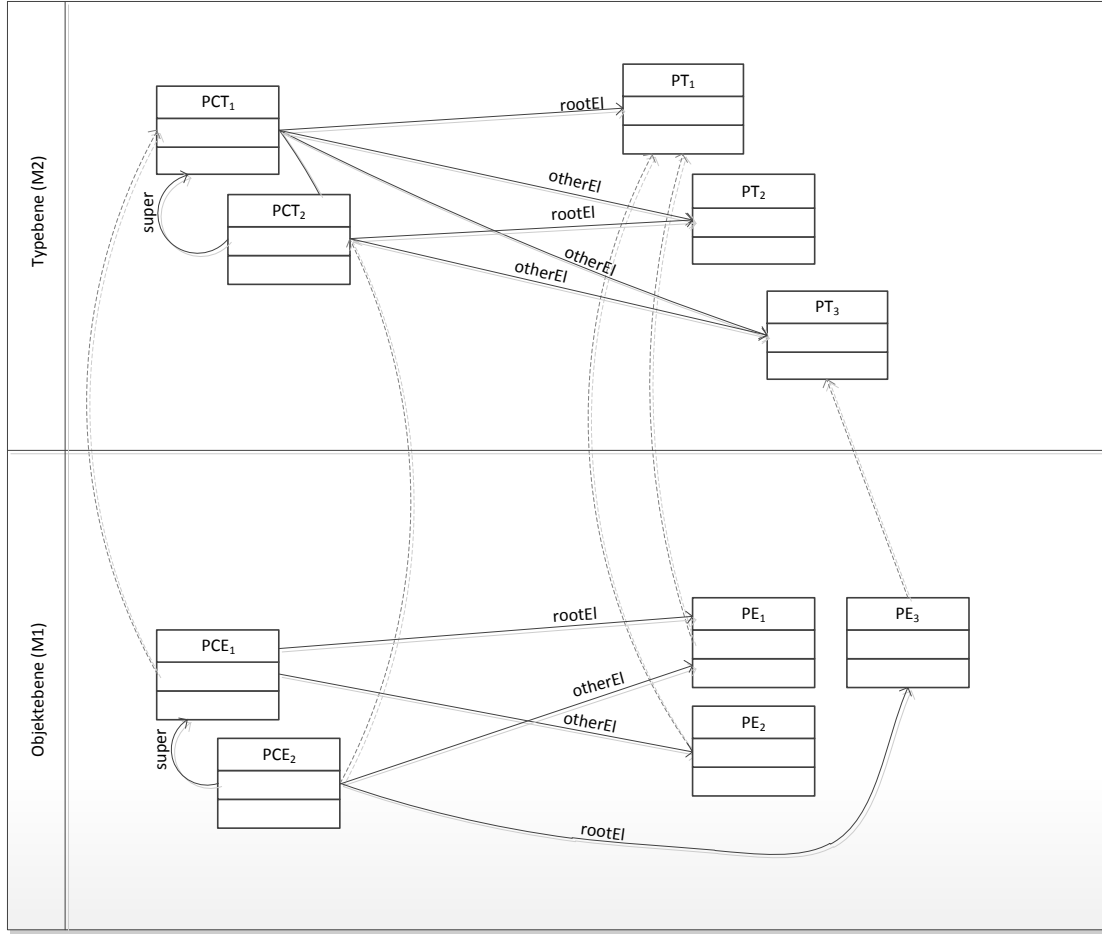 Typebene (M2)
PCT₁
PT₁
rootEl
super
PCT₂
otherEl
PT₂
rootEl
otherEl
otherEl
PT₃
Objektebene (M1)
PCE₁
rootEl
PE₁
PE₃
super
PCE₂
otherEl
otherEl
PE₂
rootEl